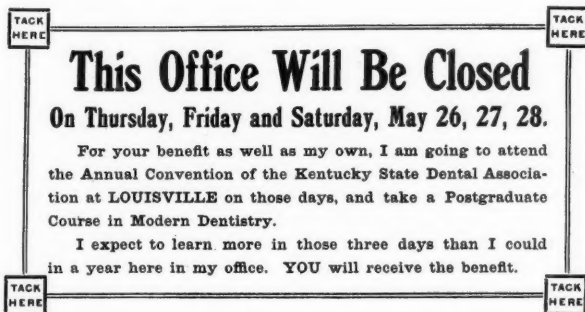 TACK HERE
TACK HERE
This Office Will Be Closed
On Thursday, Friday and Saturday, May 26, 27, 28.
For your benefit as well as my own, I am going to attend
the Annual Convention of the Kentucky State Dental Associa-
tion at LOUISVILLE on those days, and take a Postgraduate
Course in Modern Dentistry.
I expect to learn more in those three days than I could
in a year here in my office. YOU will receive the benefit.
TACK HERE
TACK HERE